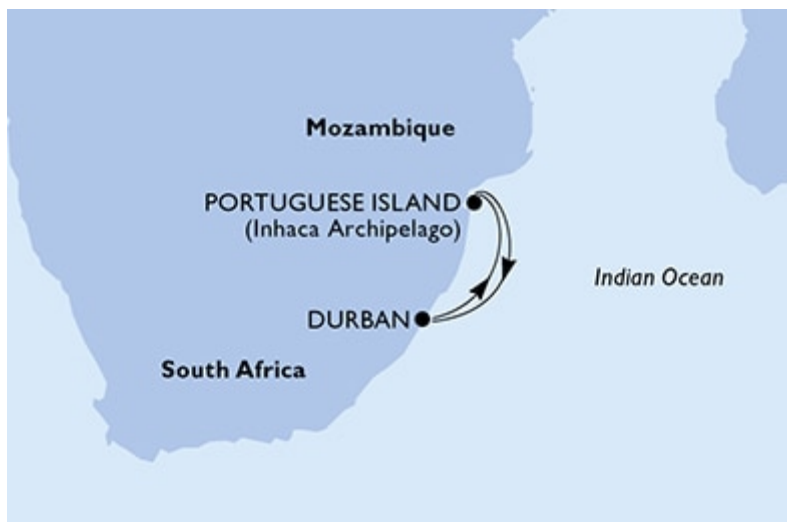 Mozambique
PORTUGUESE ISLAND
(Inhaca Archipelago)
Indian Ocean
DURBAN
South Africa